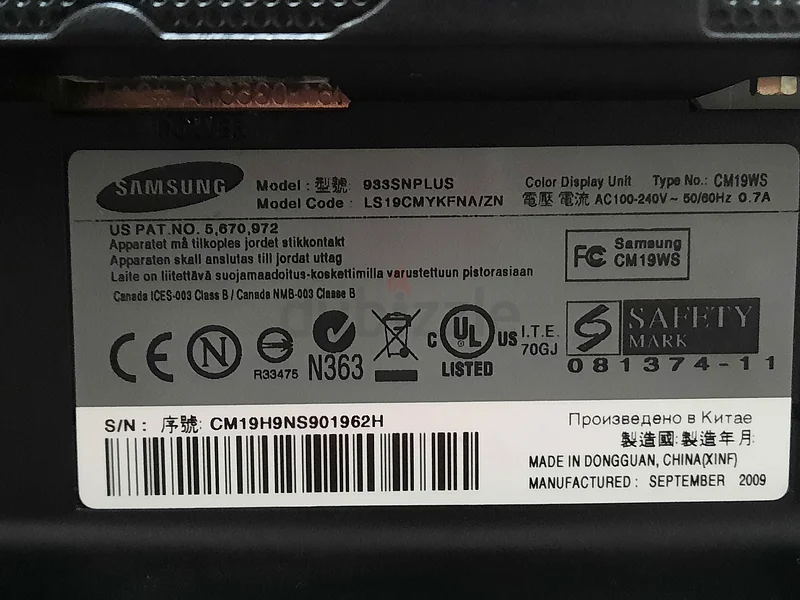 SAMSUNG
Model : 型號: 933SNPLUS
Model Code : LS19CMYKFNA/ZN
Color Display Unit Type No.: CM19WS
電壓 電流 AC100-240V~ 50/60Hz 0.7A
US PAT.NO. 5,670,972
Apparatet må tilkoples jordet stikkontakt
Apparaten skall anslutas till jordat uttag
Laite on liitettävä suojamaadoitus-koskettimilla varustettuun pistorasiaan
Canada ICES-003 Class B / Canada NMB-003 Classe B
FC Samsung
CM19WS
dubizzle
CE N R33475 N363 C UL US LISTED I.T.E. 70GJ
S SAFETY
MARK
081374-11
S/N : 序號: CM19H9NS901962H
Произведено в Китае
製造國: 製造年月:
MADE IN DONGGUAN, CHINA(XINF)
MANUFACTURED : SEPTEMBER 2009